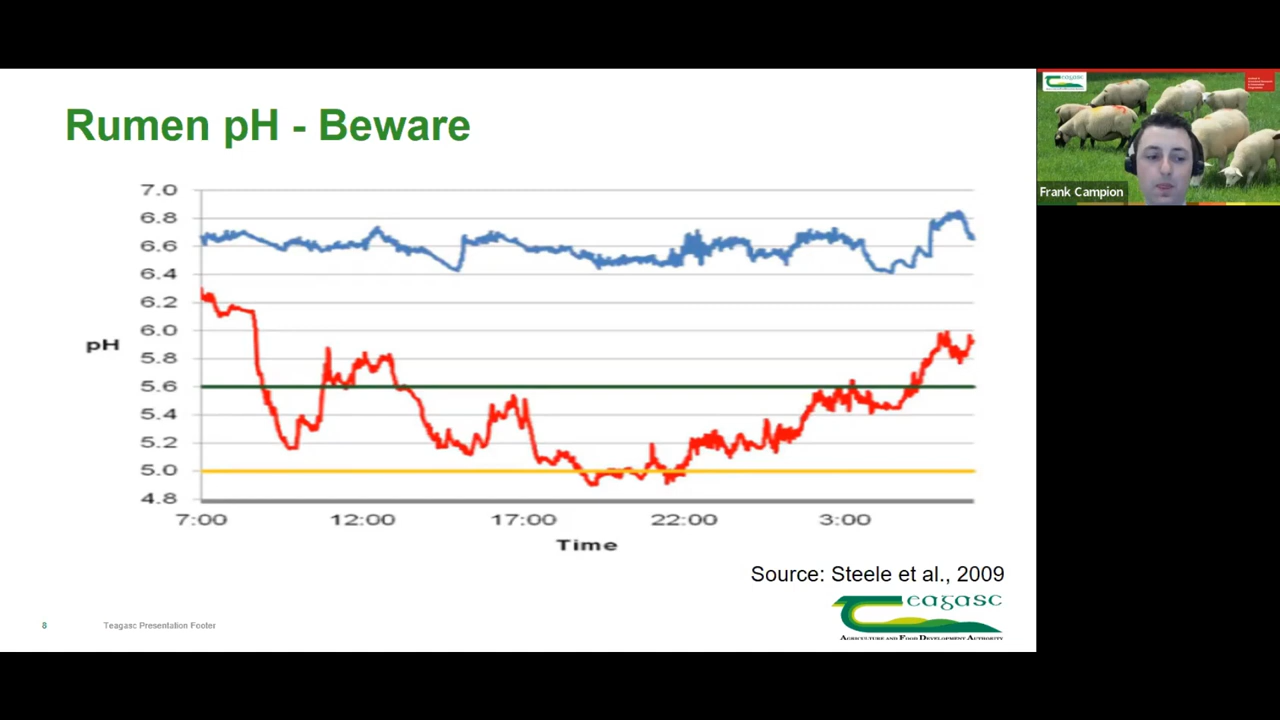 Rumen pH - Beware
7.0
6.8
6.6
6.4
6.2
6.0
5.8
5.6
5.4
5.2
5.0
4.8
pH
7:00 12:00 17:00 22:00 3:00
Time
Source: Steele et al., 2009
Teagasc
AGRICULTURE AND FOOD DEVELOPMENT AUTHORITY
8 Teagasc Presentation Footer
Teagasc
Frank Campion